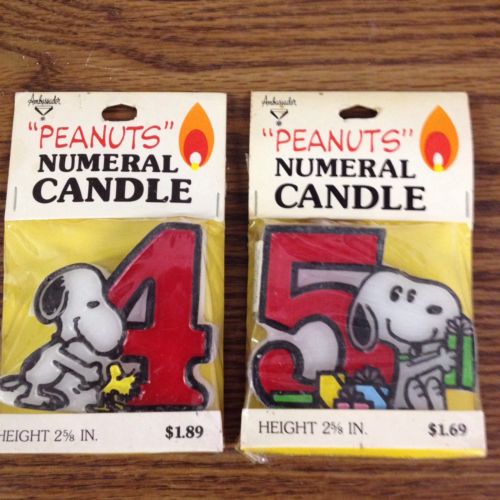 Ambassador
"PEANUTS"
NUMERAL
CANDLE
4
HEIGHT 2⅝ IN. $1.89
Ambassador
"PEANUTS"
NUMERAL
CANDLE
5
HEIGHT 2⅝ IN. $1.69